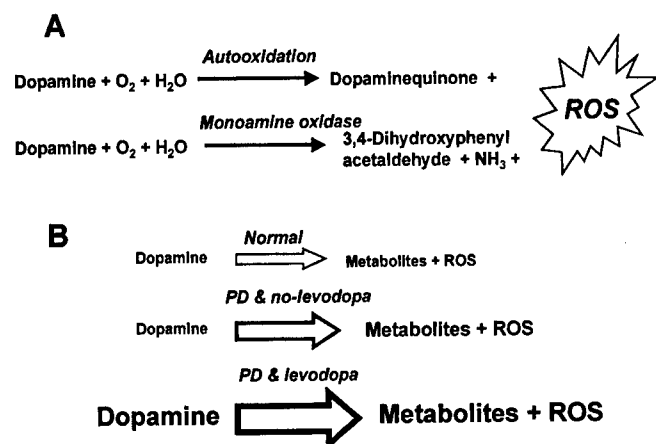 A
Autooxidation
Dopamine + O₂ + H₂O Dopaminequinone +
ROS
Monoamine oxidase
Dopamine + O₂ + H₂O 3,4-Dihydroxyphenyl
acetaldehyde + NH₃ +
B
Normal
Dopamine Metabolites + ROS
PD & no-levodopa
Dopamine Metabolites + ROS
PD & levodopa
Dopamine Metabolites + ROS